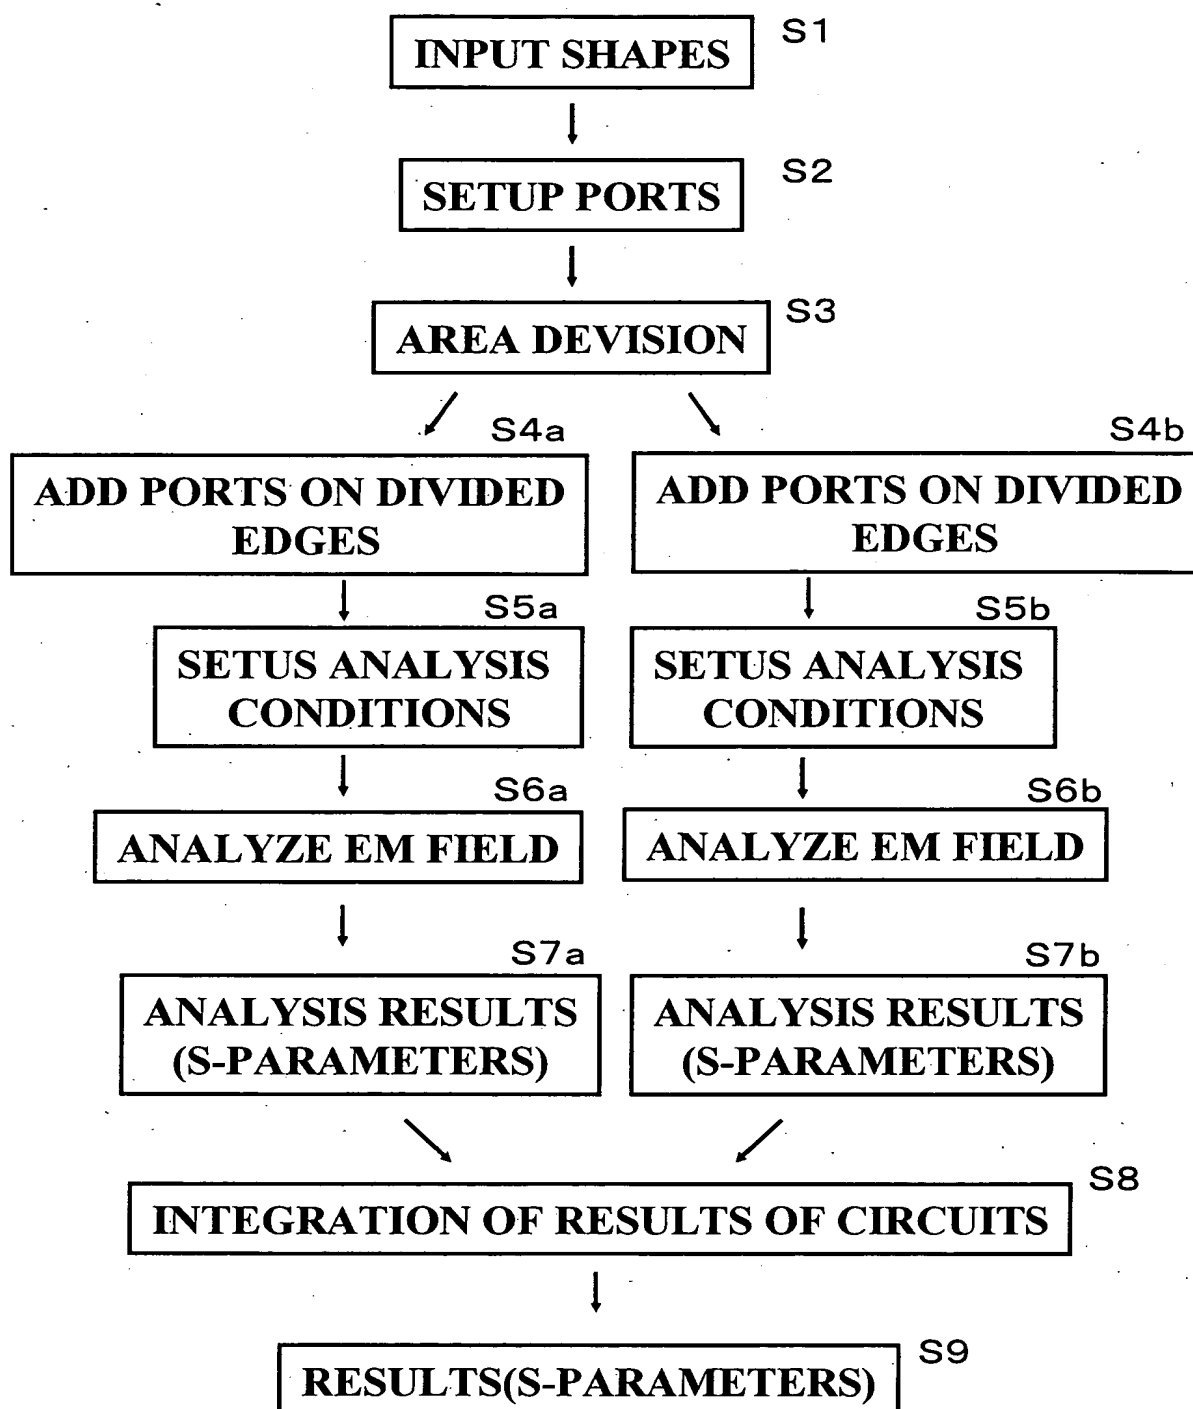 S1
INPUT SHAPES
S2
SETUP PORTS
S3
AREA DEVISION
S4a
ADD PORTS ON DIVIDED
EDGES
S4b
ADD PORTS ON DIVIDED
EDGES
S5a
SETUS ANALYSIS
CONDITIONS
S5b
SETUS ANALYSIS
CONDITIONS
S6a
ANALYZE EM FIELD
S6b
ANALYZE EM FIELD
S7a
ANALYSIS RESULTS
(S-PARAMETERS)
S7b
ANALYSIS RESULTS
(S-PARAMETERS)
S8
INTEGRATION OF RESULTS OF CIRCUITS
S9
RESULTS(S-PARAMETERS)